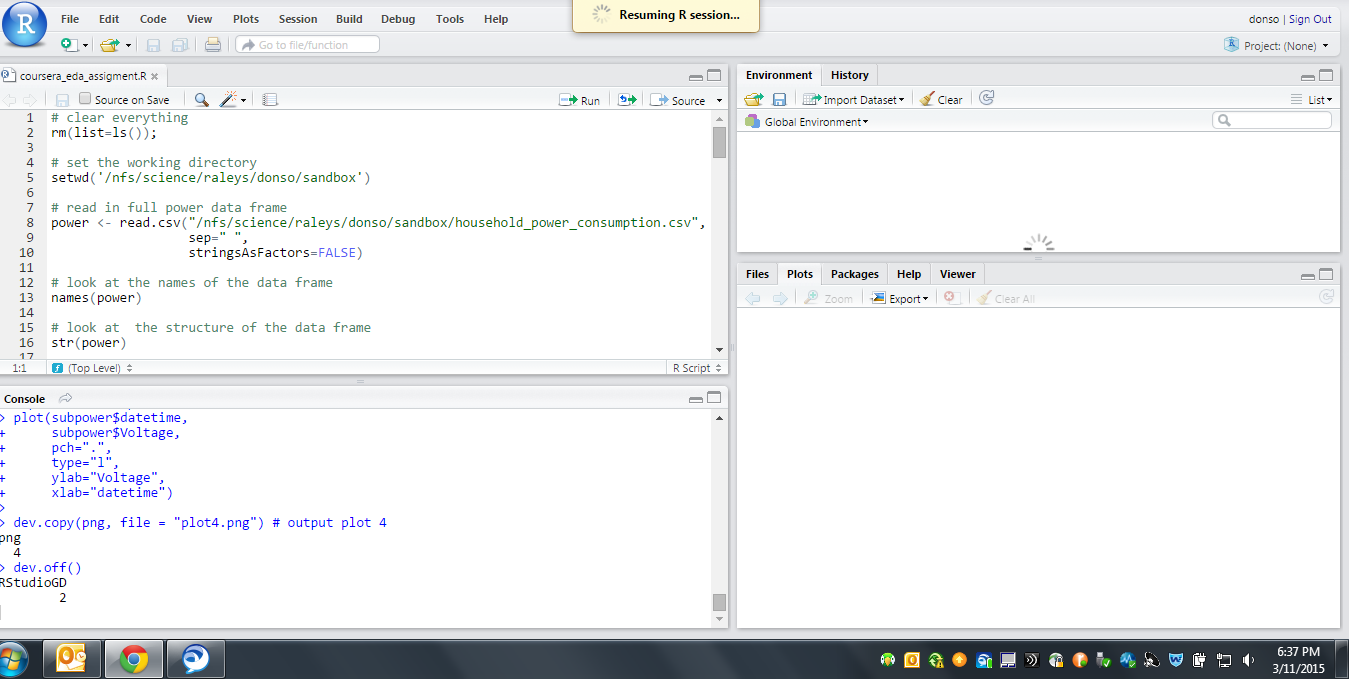 File Edit Code View Plots Session Build Debug Tools Help
Resuming R session...
donso | Sign Out
Go to file/function
Project: (None)
coursera_eda_assigment.R
Source on Save
Run
Source
1 # clear everything
2 rm(list=ls());
3
4 # set the working directory
5 setwd('/nfs/science/raleys/donso/sandbox')
6
7 # read in full power data frame
8 power <- read.csv("/nfs/science/raleys/donso/sandbox/household_power_consumption.csv",
9 sep=" ",
10 stringsAsFactors=FALSE)
11
12 # look at the names of the data frame
13 names(power)
14
15 # look at  the structure of the data frame
16 str(power)
17
1:1 (Top Level) R Script
Console
> plot(subpower$datetime,
+ subpower$Voltage,
+ pch=".",
+ type="l",
+ ylab="Voltage",
+ xlab="datetime")
>
> dev.copy(png, file = "plot4.png") # output plot 4
png
4
> dev.off()
RStudioGD
2
Environment History
Import Dataset Clear List
Global Environment
Files Plots Packages Help Viewer
Zoom Export Clear All
6:37 PM
3/11/2015